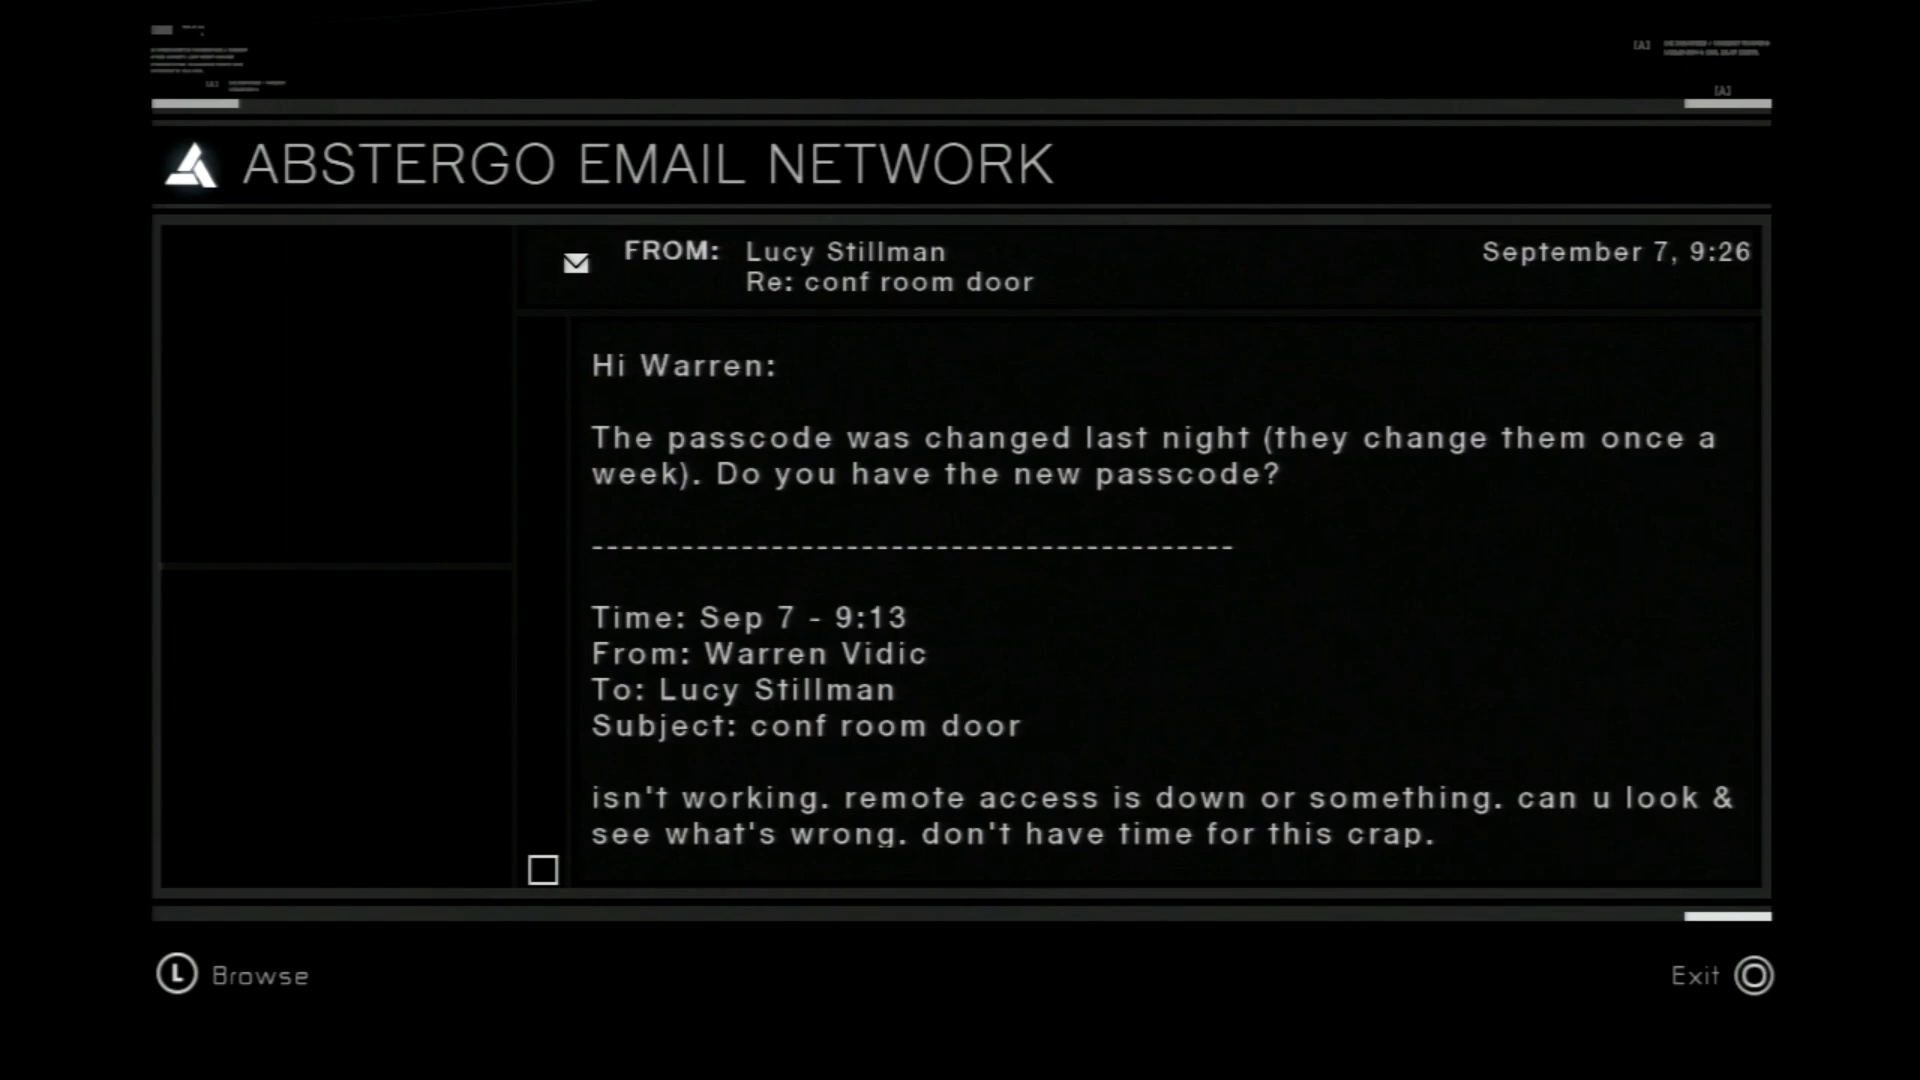 [A]
[A]
[A]
ABSTERGO EMAIL NETWORK
FROM: Lucy Stillman
September 7, 9:26
Re: conf room door
Hi Warren:
The passcode was changed last night (they change them once a
week). Do you have the new passcode?
--------------------------------------------
Time: Sep 7 - 9:13
From: Warren Vidic
To: Lucy Stillman
Subject: conf room door
isn't working. remote access is down or something. can u look &
see what's wrong. don't have time for this crap.
L Browse
Exit